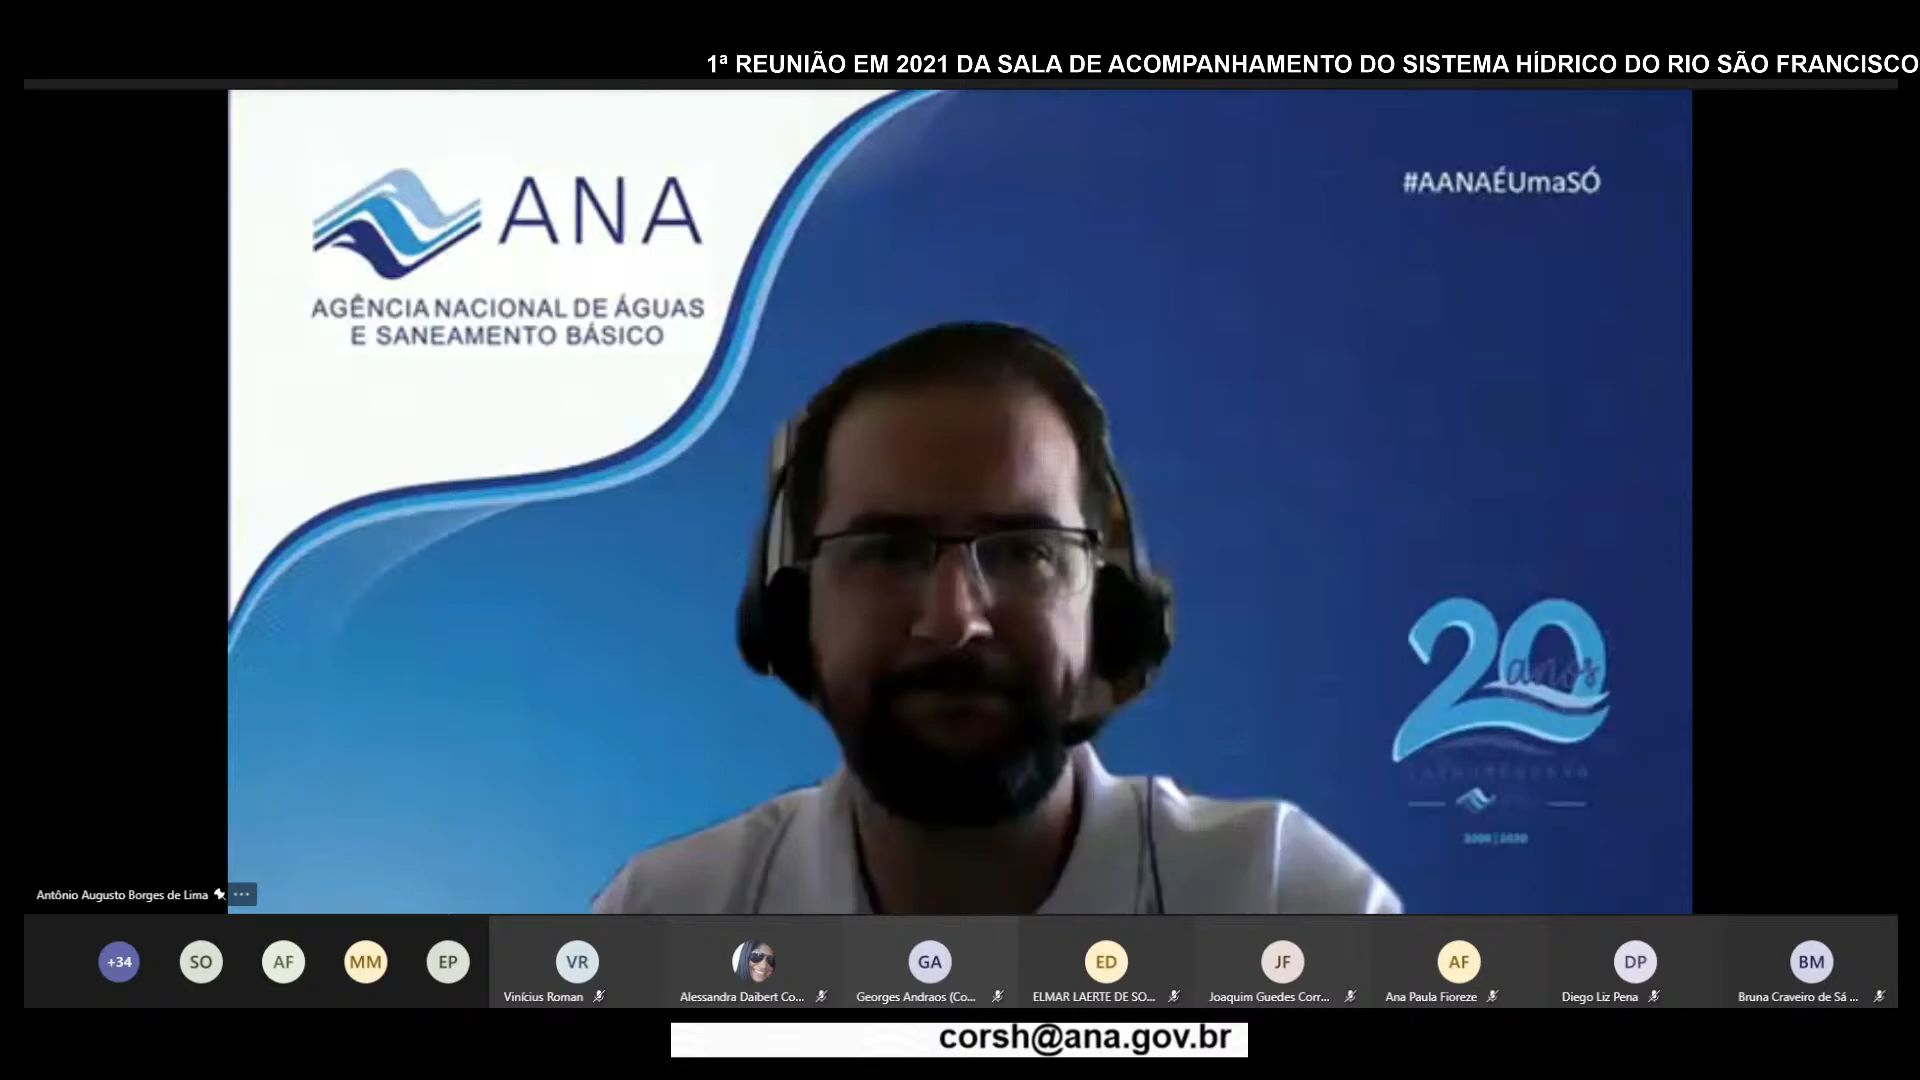 1ª REUNIÃO EM 2021 DA SALA DE ACOMPANHAMENTO DO SISTEMA HÍDRICO DO RIO SÃO FRANCISCO
ANA
AGÊNCIA NACIONAL DE ÁGUAS
E SANEAMENTO BÁSICO
#AANAÉUmaSÓ
20
anos
Antônio Augusto Borges de Lima
+34
SO
AF
MM
EP
VR
GA
ED
JF
AF
DP
BM
Vinícius Roman
Alessandra Daibert Co...
Georges Andraos (Co...
ELMAR LAERTE DE SO...
Joaquim Guedes Corr...
Ana Paula Fioreze
Diego Liz Pena
Bruna Craveiro de Sá ...
corsh@ana.gov.br